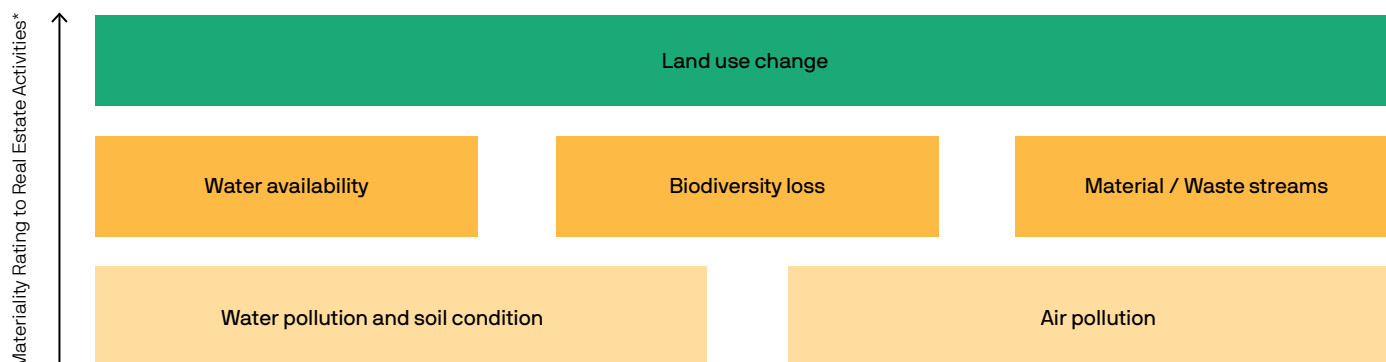 Materiality Rating to Real Estate Activities*
Land use change
Water availability
Biodiversity loss
Material / Waste streams
Water pollution and soil condition
Air pollution